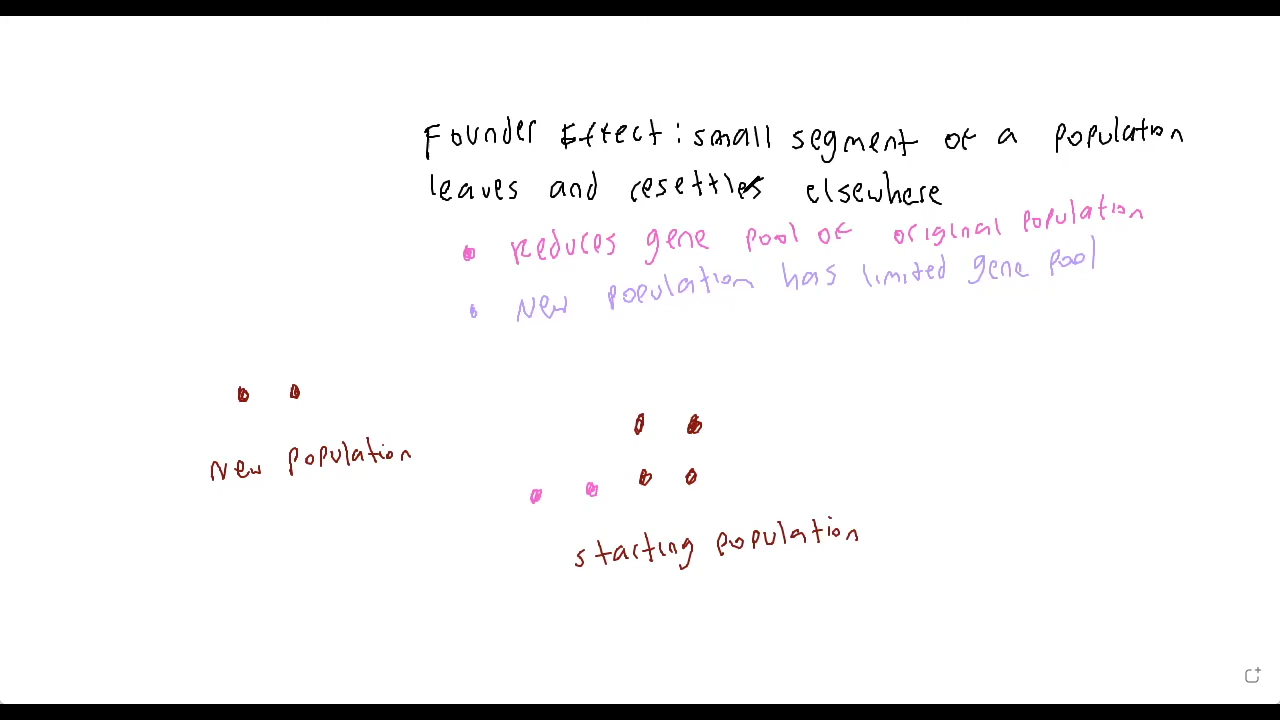 Founder Effect: small segment of a population
leaves and resettles elsewhere
• Reduces gene pool of original population
• New population has limited gene pool
New population
starting population